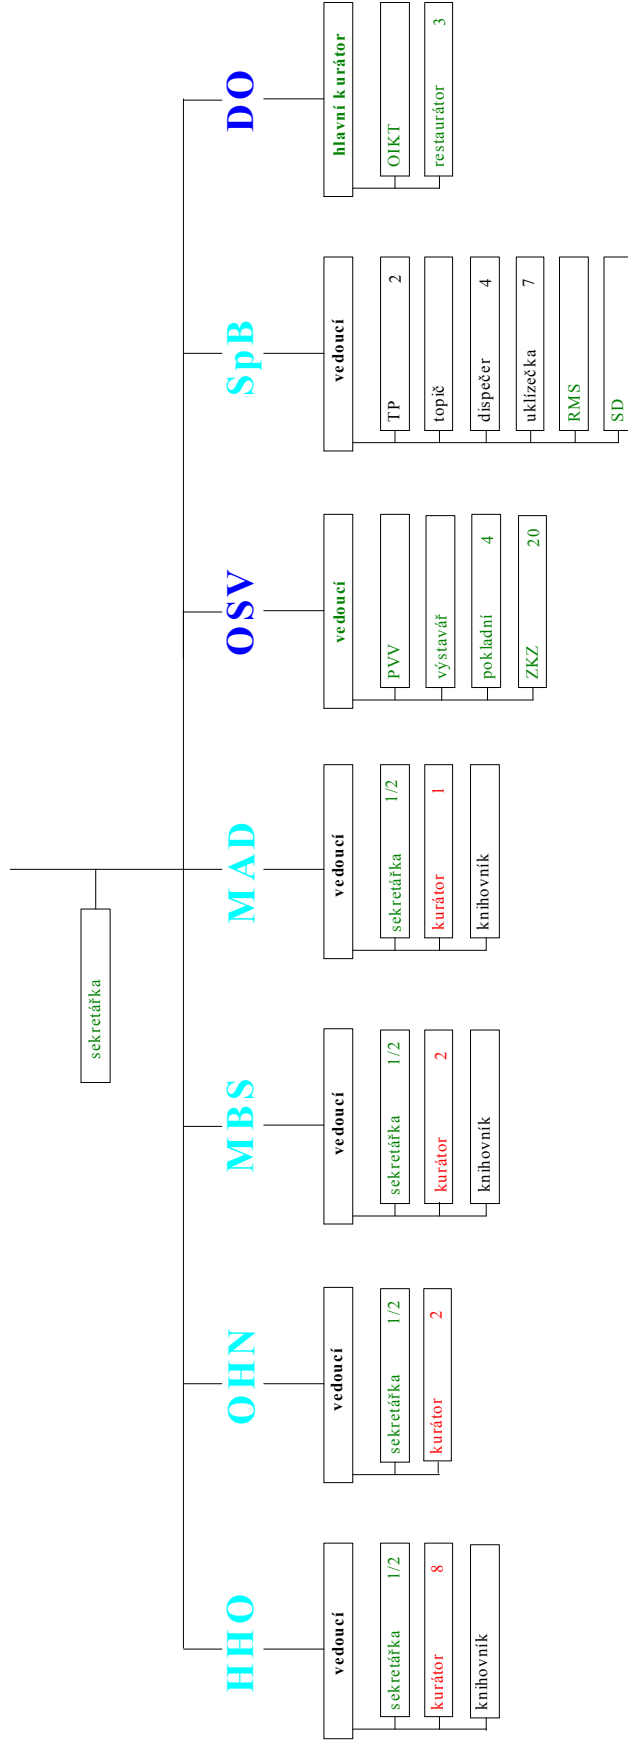 sekretářka
HHO
OHN
MBS
MAD
OSV
SpB
DO
vedoucí
sekretářka 1/2
kurátor 8
knihovník
vedoucí
sekretářka 1/2
kurátor 2
vedoucí
sekretářka 1/2
kurátor 2
knihovník
vedoucí
sekretářka 1/2
kurátor 1
knihovník
vedoucí
PVV
výstavář
pokladní 4
ZKZ 20
vedoucí
TP 2
topič
dispečer 4
uklízečka 7
RMS
SD
hlavní kurátor
OIKT
restaurátor 3